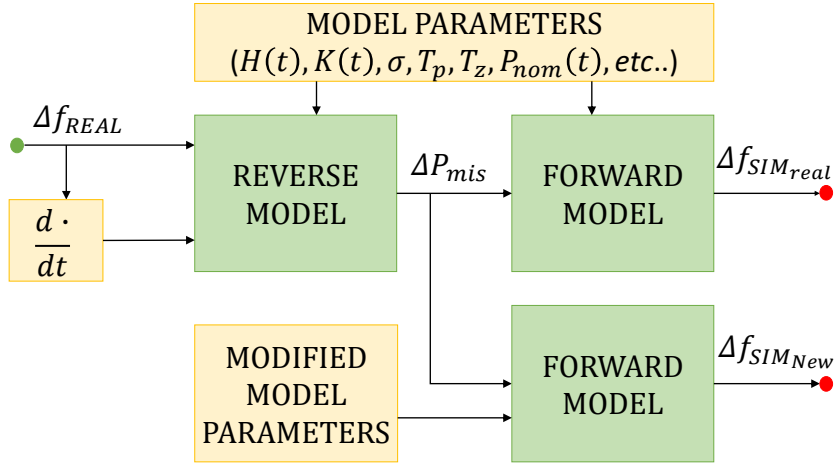 MODEL PARAMETERS
(H(t), K(t), σ, T_p, T_z, P_nom(t), etc..)
Δf_REAL
REVERSE
MODEL
ΔP_mis
FORWARD
MODEL
Δf_SIM_real
d ·
dt
MODIFIED
MODEL
PARAMETERS
FORWARD
MODEL
Δf_SIM_New